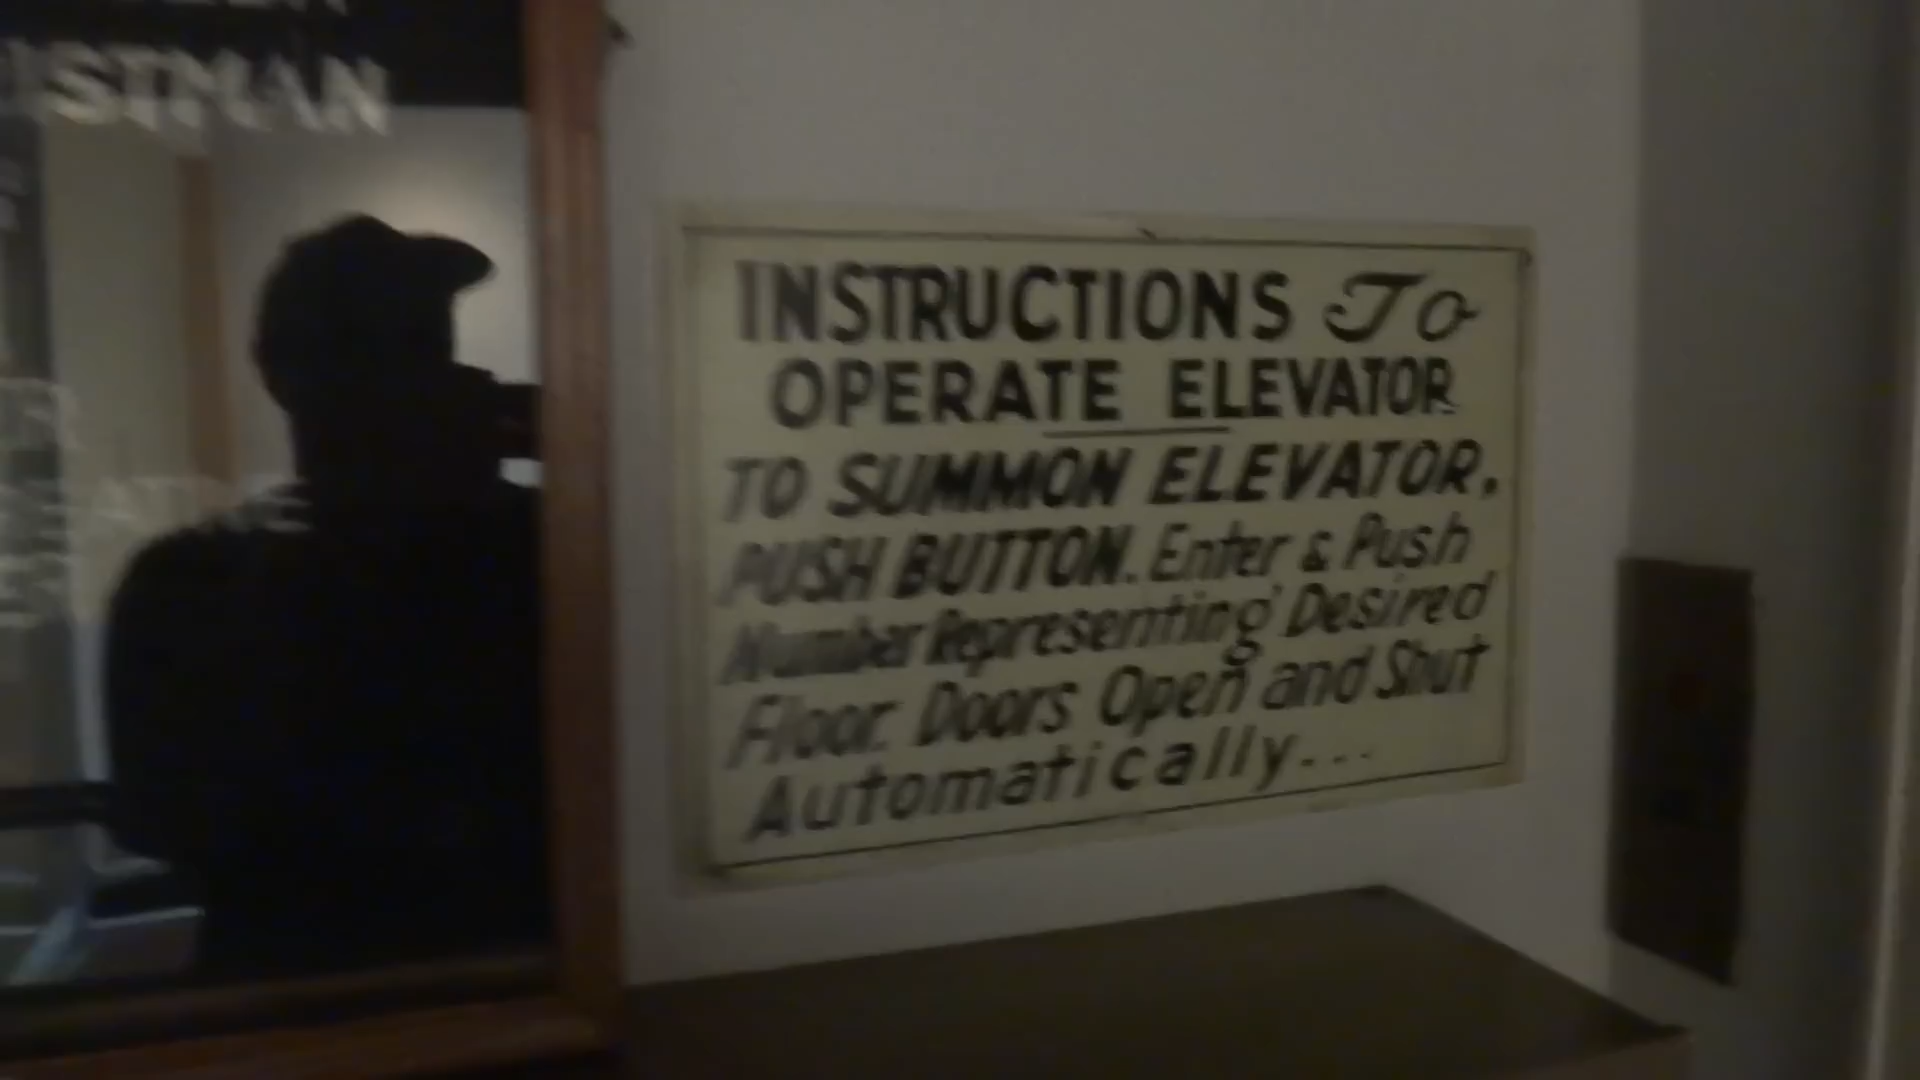 STMAN
INSTRUCTIONS To
OPERATE ELEVATOR
TO SUMMON ELEVATOR,
PUSH BUTTON. Enter & Push
Number Representing Desired
Floor. Doors Open and Shut
Automatically...